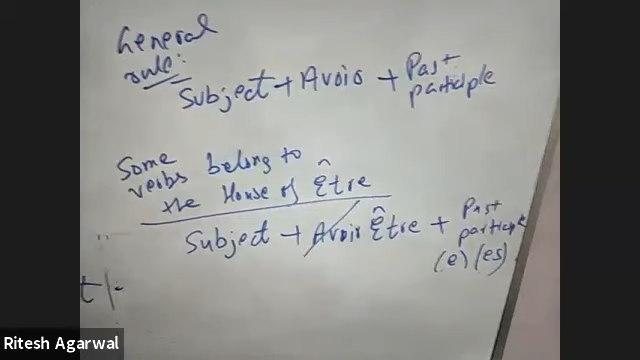 General
rule:
Subject + Avoir + Past
participle
Some
verbs belong to
the House of Être
Subject + Avoir Être + Past
participle
(e) (es)
t/-
Ritesh Agarwal